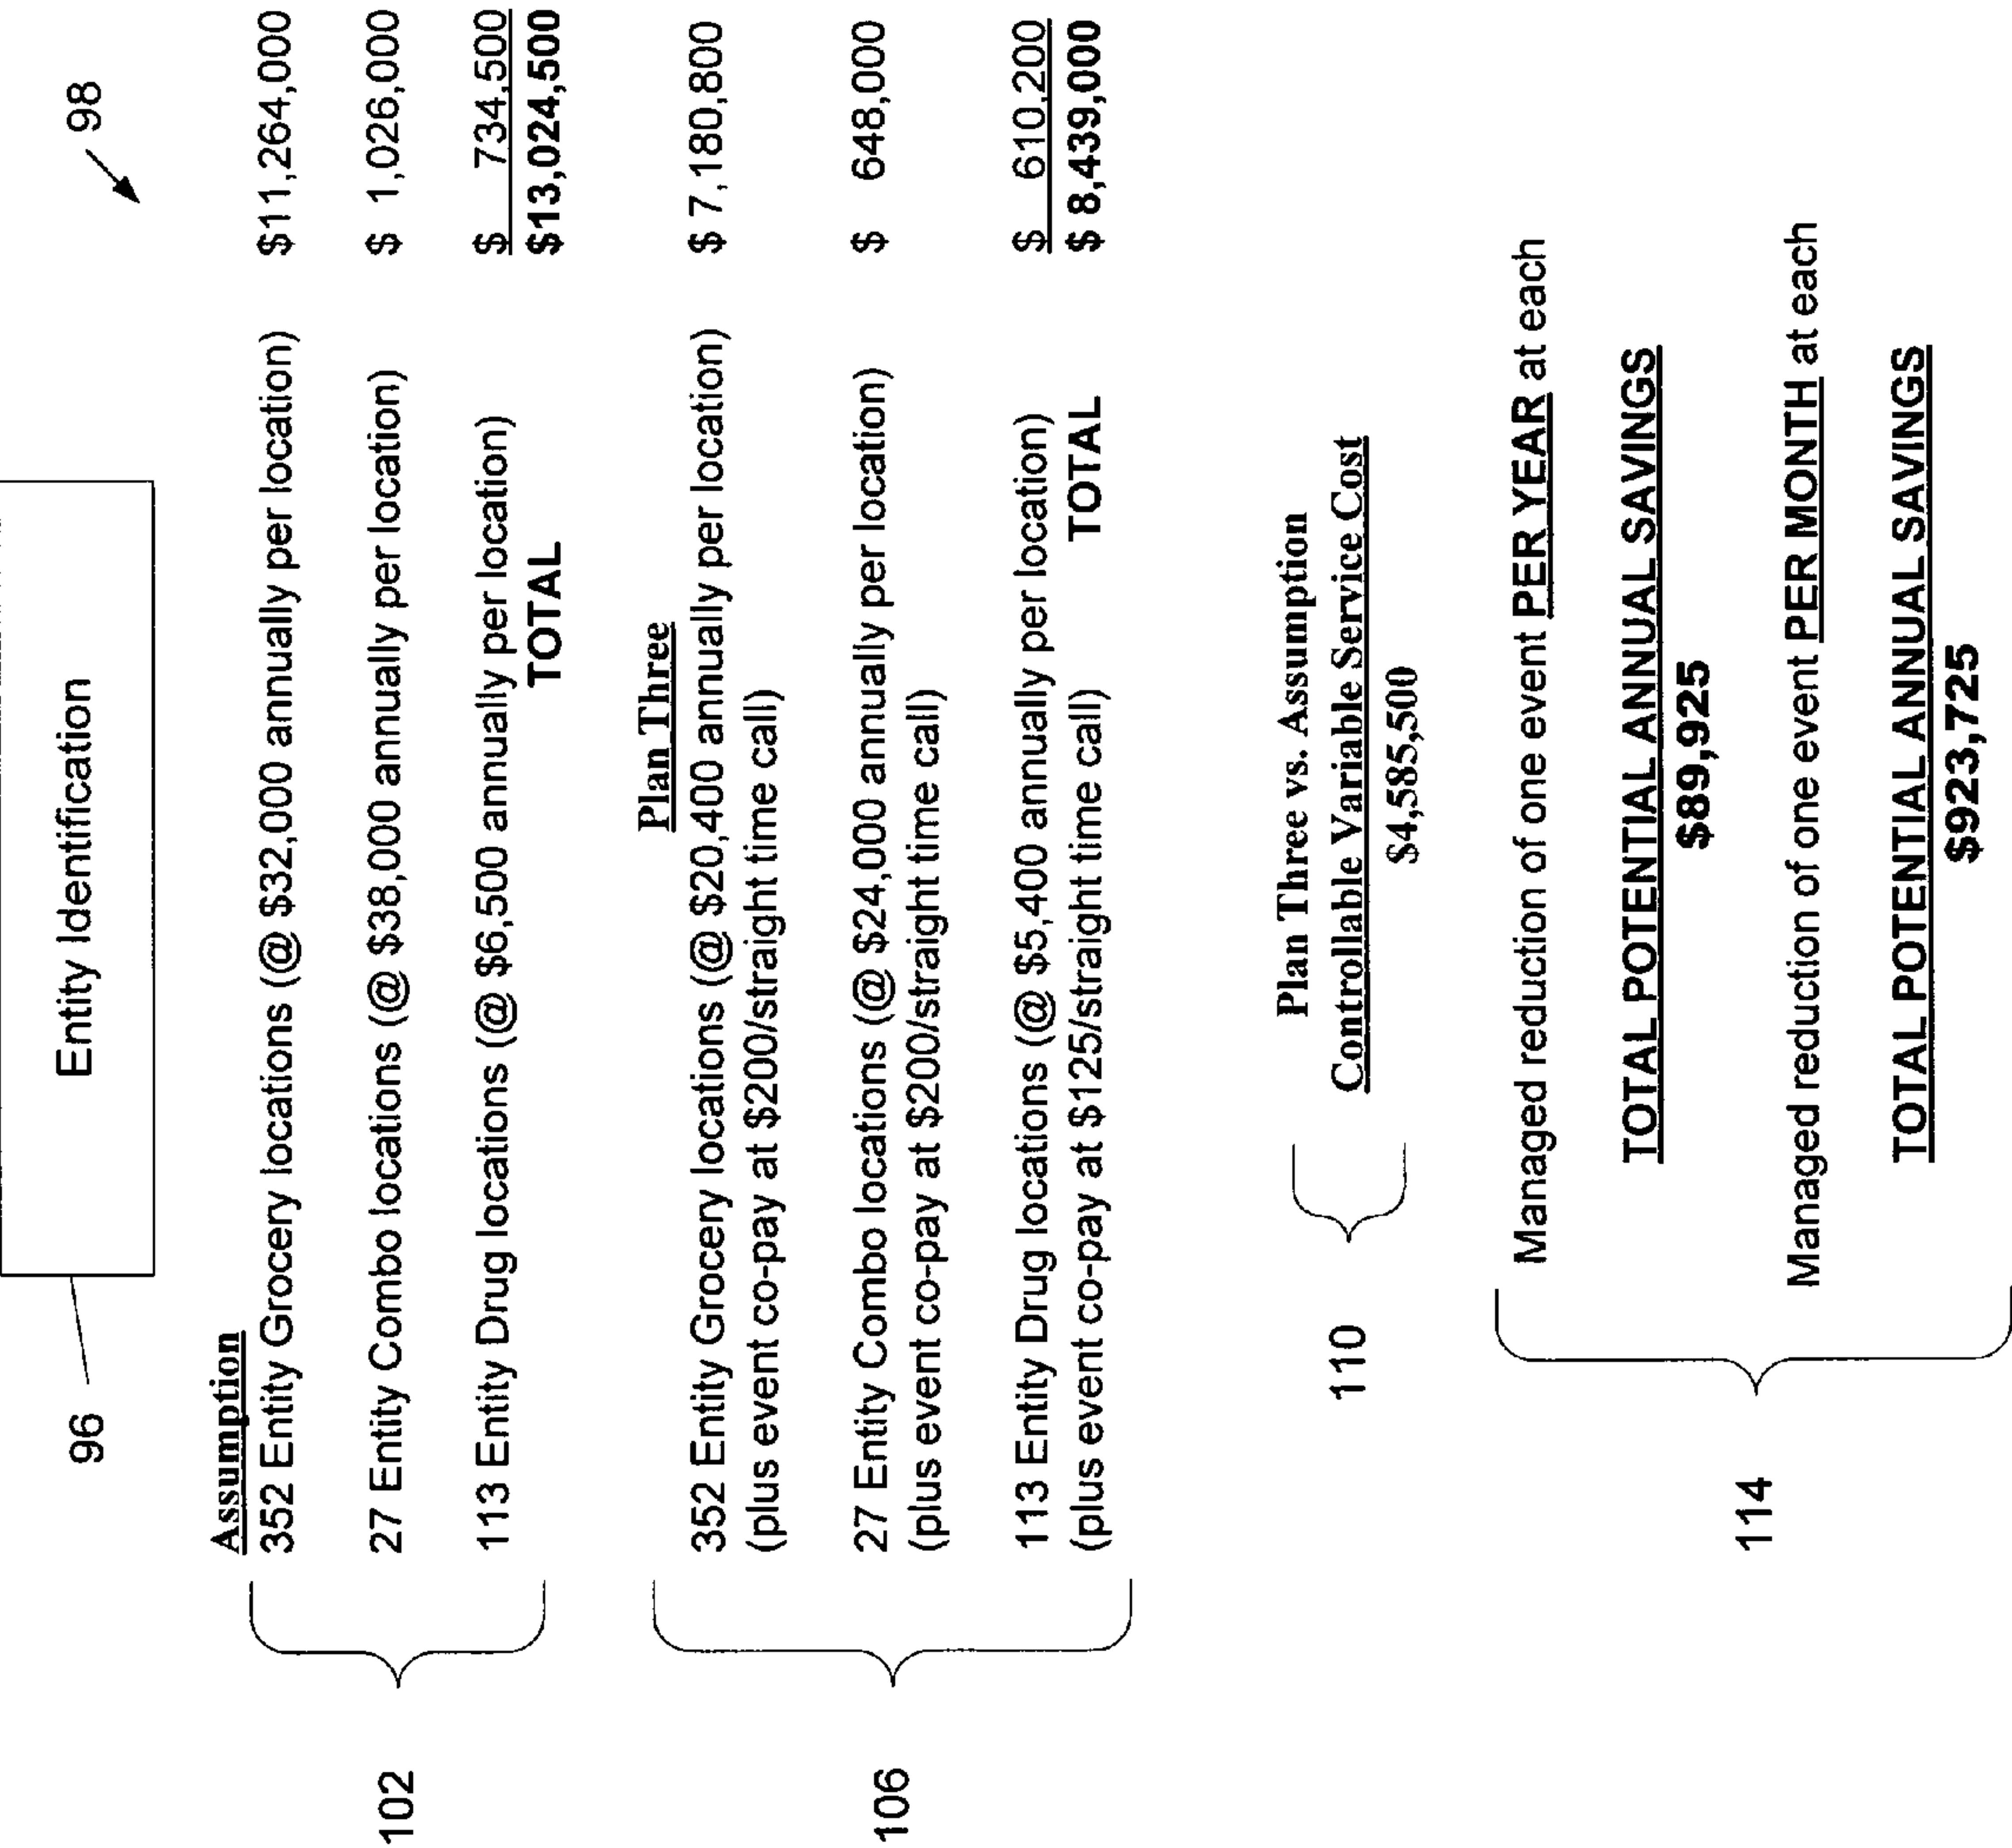 Entity Identification
96
98
Assumption
352 Entity Grocery locations (@ $32,000 annually per location) $11,264,000
27 Entity Combo locations (@ $38,000 annually per location) $ 1,026,000
113 Entity Drug locations (@ $6,500 annually per location) $ 734,500
TOTAL $13,024,500
102
Plan Three
352 Entity Grocery locations (@ $20,400 annually per location) $ 7,180,800
(plus event co-pay at $200/straight time call)
27 Entity Combo locations (@ $24,000 annually per location) $ 648,000
(plus event co-pay at $200/straight time call)
113 Entity Drug locations (@ $5,400 annually per location) $ 610,200
(plus event co-pay at $125/straight time call) TOTAL $ 8,439,000
106
Plan Three vs. Assumption
Controllable Variable Service Cost
$4,585,500
110
Managed reduction of one event PER YEAR at each
TOTAL POTENTIAL ANNUAL SAVINGS
$89,925
Managed reduction of one event PER MONTH at each
TOTAL POTENTIAL ANNUAL SAVINGS
$923,725
114